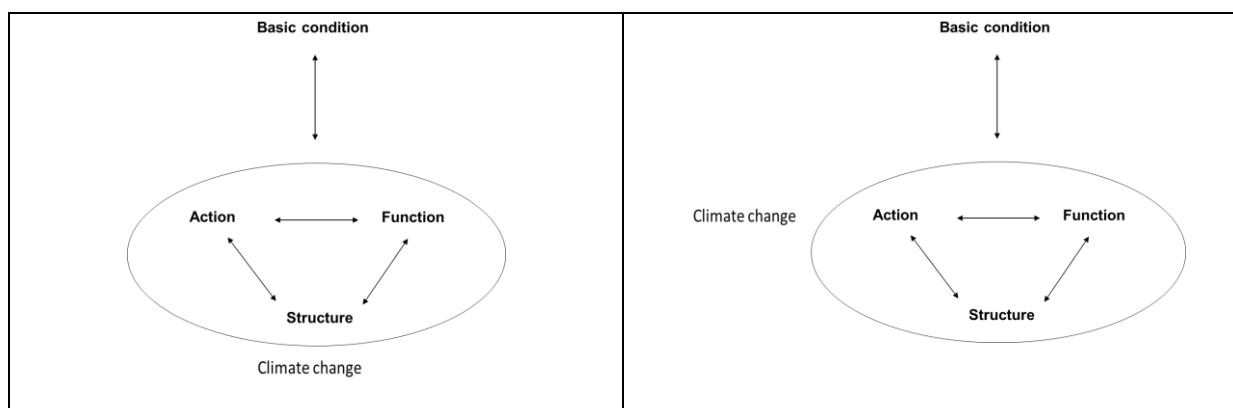 Basic condition
Action
Function
Structure
Climate change
Basic condition
Climate change
Action
Function
Structure